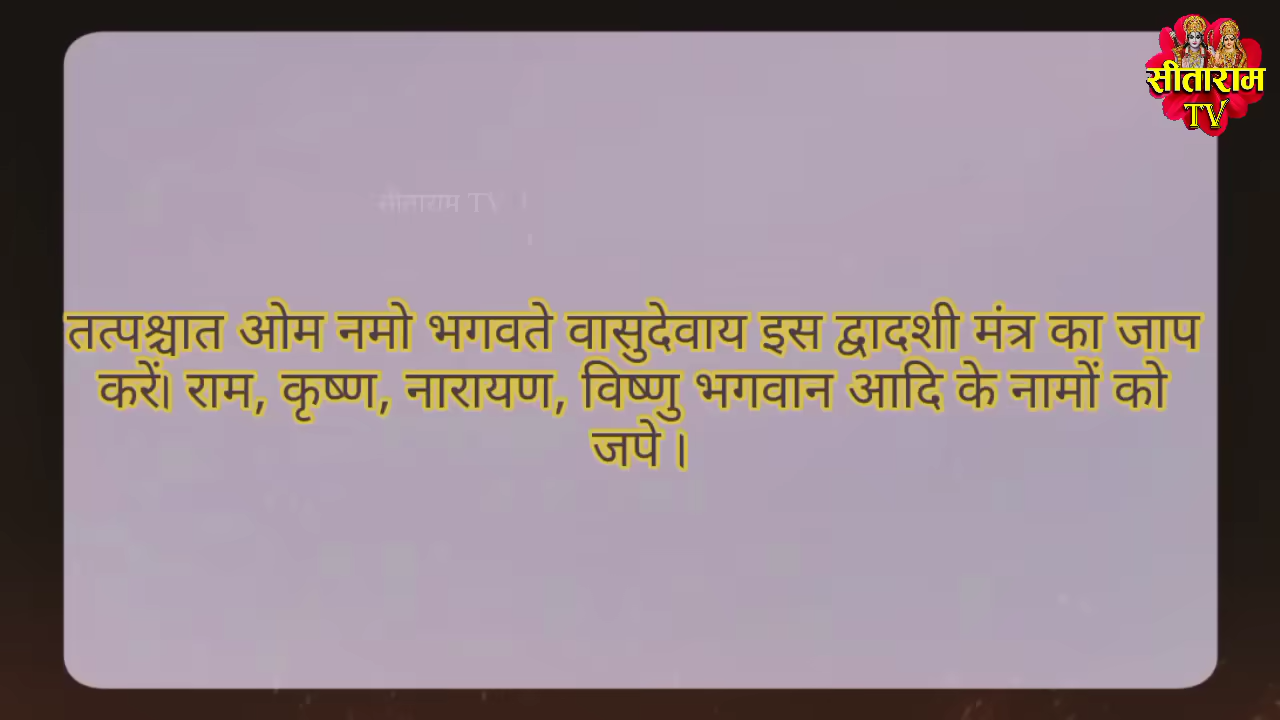 सीताराम
TV
सीताराम TV
तत्पश्चात ओम नमो भगवते वासुदेवाय इस द्वादशी मंत्र का जाप
करें। राम, कृष्ण, नारायण, विष्णु भगवान आदि के नामों को
जपे ।